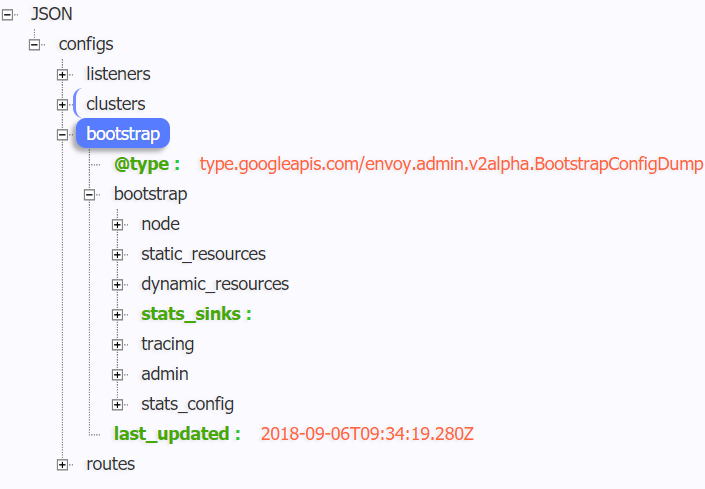 JSON
configs
listeners
clusters
bootstrap
@type : type.googleapis.com/envoy.admin.v2alpha.BootstrapConfigDump
bootstrap
node
static_resources
dynamic_resources
stats_sinks :
tracing
admin
stats_config
last_updated : 2018-09-06T09:34:19.280Z
routes